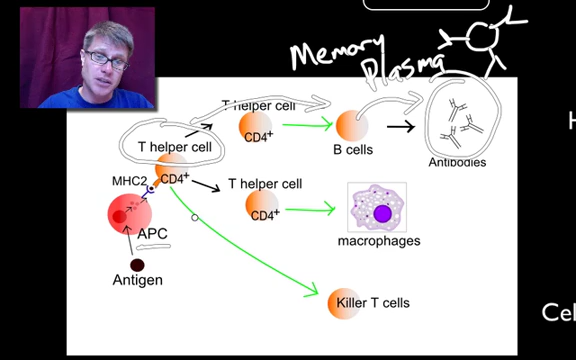 Memory
Plasma
T helper cell
T helper cell
CD4+
B cells
Antibodies
MHC2
CD4+
T helper cell
CD4+
macrophages
APC
Antigen
Killer T cells
H
Cel